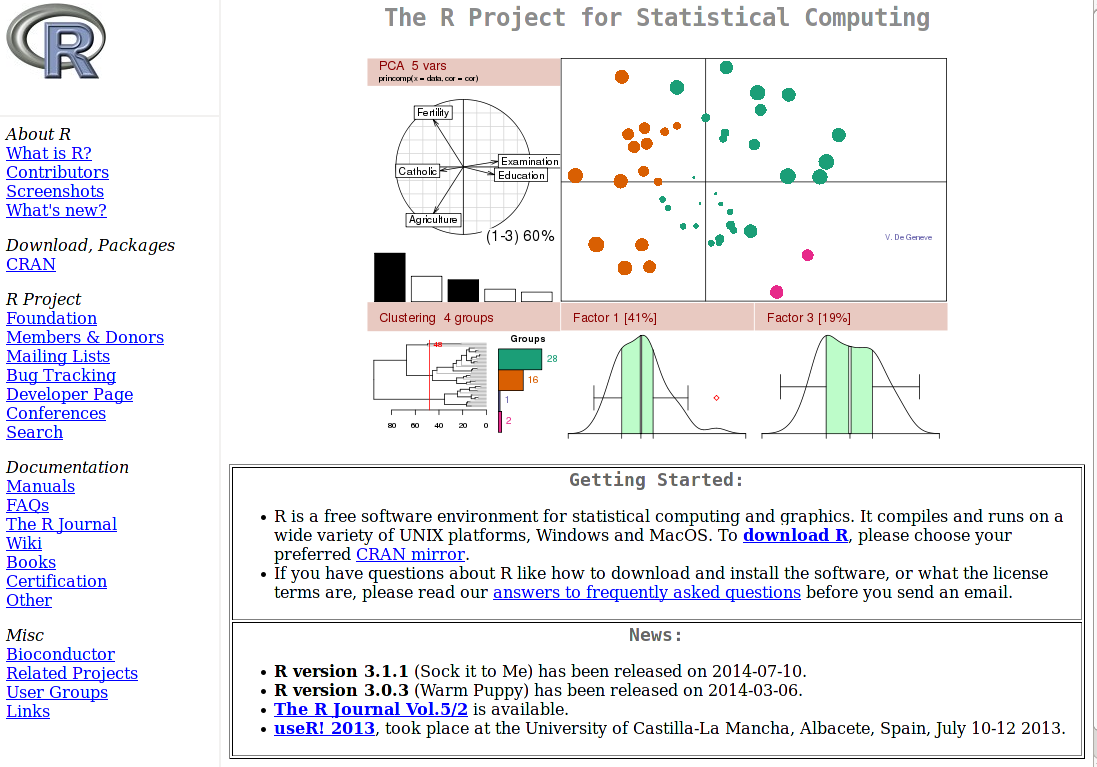 R
About R
What is R?
Contributors
Screenshots
What's new?
Download, Packages
CRAN
R Project
Foundation
Members & Donors
Mailing Lists
Bug Tracking
Developer Page
Conferences
Search
Documentation
Manuals
FAQs
The R Journal
Wiki
Books
Certification
Other
Misc
Bioconductor
Related Projects
User Groups
Links
The R Project for Statistical Computing
PCA 5 vars
princomp(x = data, cor = cor)
Fertility
Catholic
Examination
Education
Agriculture
(1-3) 60%
V. De Geneve
Clustering 4 groups
Factor 1 [41%]
Factor 3 [19%]
Groups
48
28
16
1
2
80 60 40 20 0
Getting Started:
• R is a free software environment for statistical computing and graphics. It compiles and runs on a
wide variety of UNIX platforms, Windows and MacOS. To download R, please choose your
preferred CRAN mirror.
• If you have questions about R like how to download and install the software, or what the license
terms are, please read our answers to frequently asked questions before you send an email.
News:
• R version 3.1.1 (Sock it to Me) has been released on 2014-07-10.
• R version 3.0.3 (Warm Puppy) has been released on 2014-03-06.
• The R Journal Vol.5/2 is available.
• useR! 2013, took place at the University of Castilla-La Mancha, Albacete, Spain, July 10-12 2013.